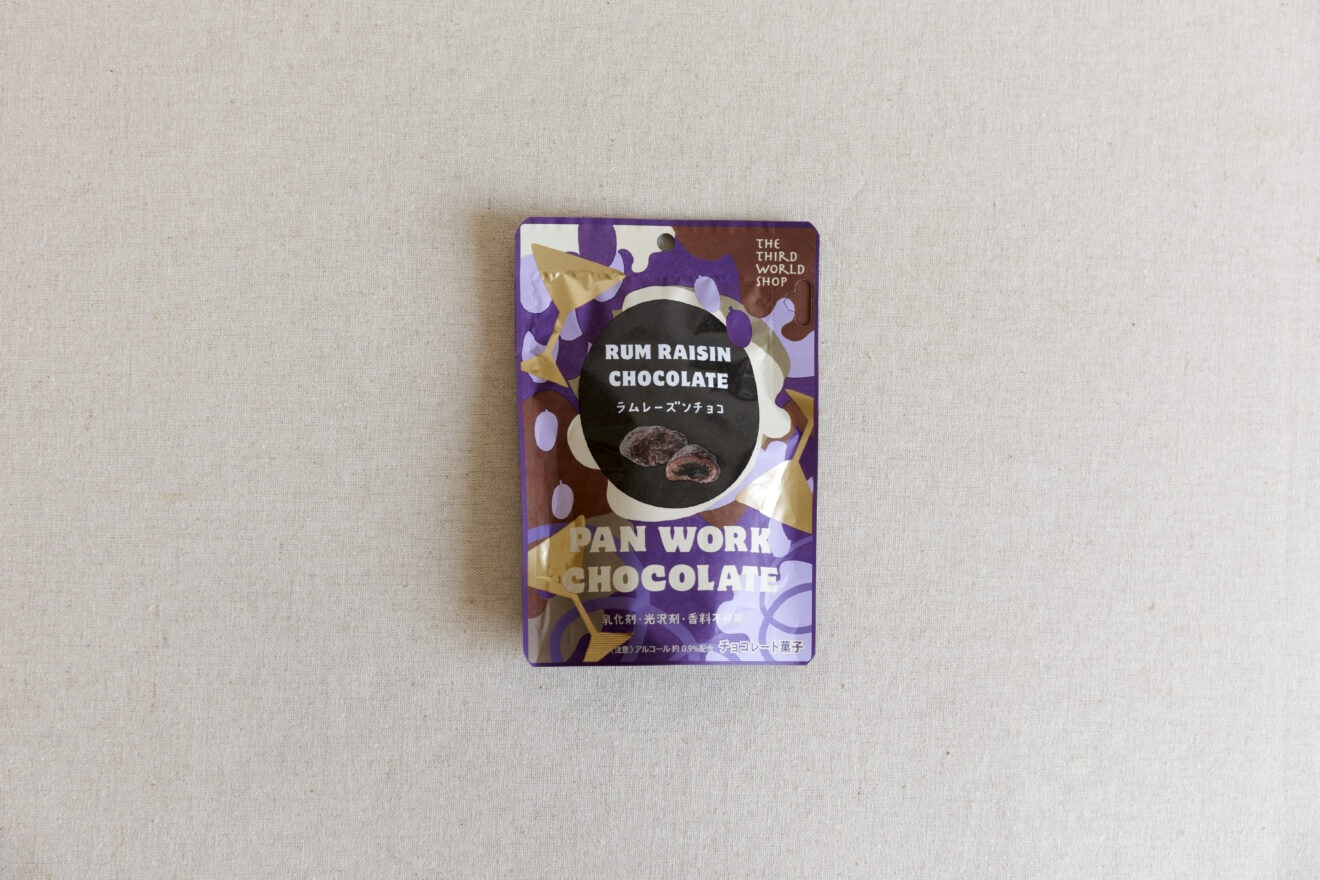 THE
THIRD
WORLD
SHOP
RUM RAISIN
CHOCOLATE
ラムレーズンチョコ
PAN WORK
CHOCOLATE
乳化剤・光沢剤・香料不使用
(注意)アルコール 約0.9%配合 チョコレート菓子